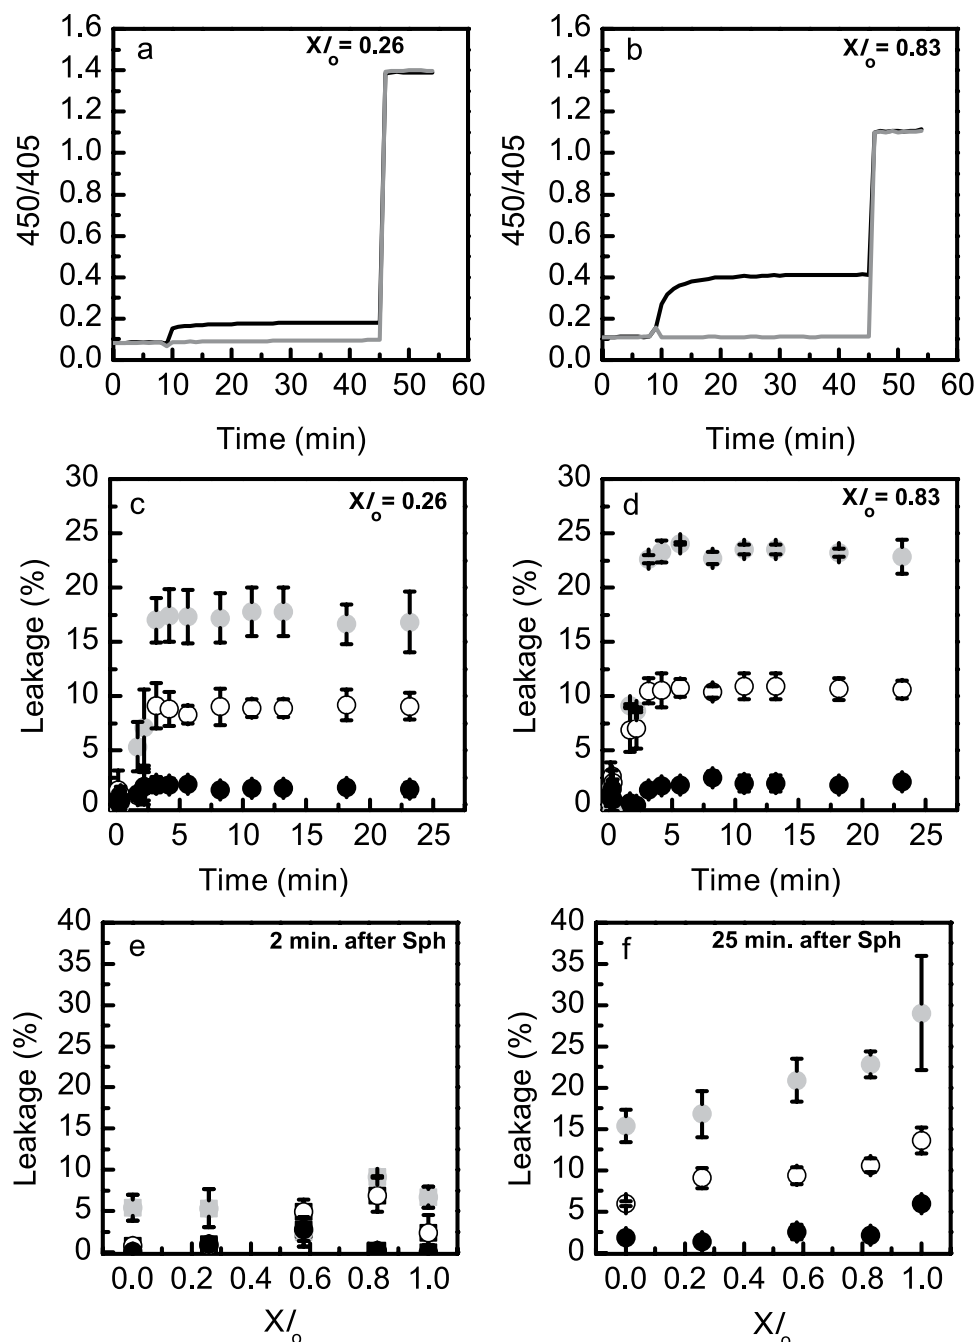 a
X/o = 0.26
1.6
1.4
1.2
1.0
0.8
0.6
0.4
0.2
0.0
450/405
0 10 20 30 40 50 60
Time (min)
b
X/o = 0.83
1.6
1.4
1.2
1.0
0.8
0.6
0.4
0.2
0.0
450/405
0 10 20 30 40 50 60
Time (min)
c
X/o = 0.26
30
25
20
15
10
5
0
Leakage (%)
0 5 10 15 20 25
Time (min)
d
X/o = 0.83
30
25
20
15
10
5
0
Leakage (%)
0 5 10 15 20 25
Time (min)
e
2 min. after Sph
40
35
30
25
20
15
10
5
0
Leakage (%)
0.0 0.2 0.4 0.6 0.8 1.0
X/o
f
25 min. after Sph
40
35
30
25
20
15
10
5
0
Leakage (%)
0.0 0.2 0.4 0.6 0.8 1.0
X/o